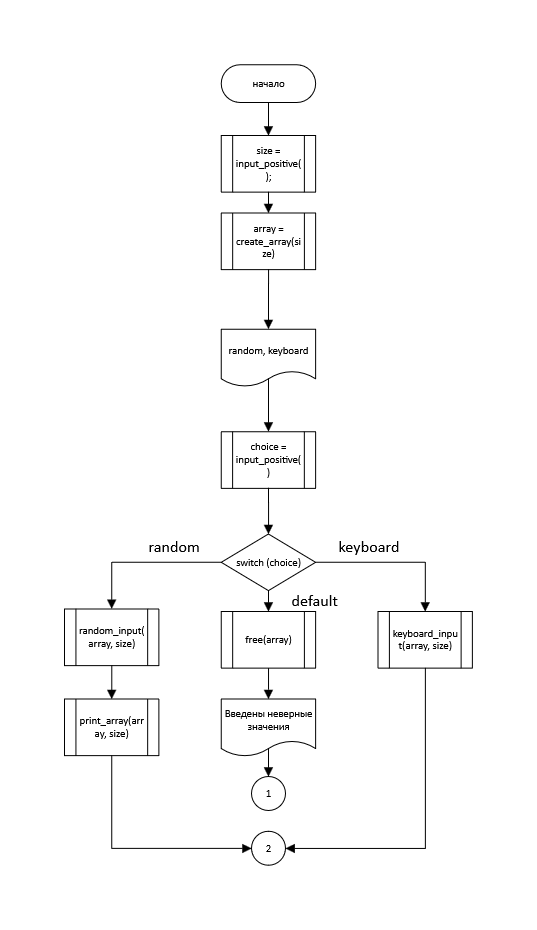 начало
size =
input_positive(
);
array =
create_array(si
ze)
random, keyboard
choice =
input_positive(
)
switch (choice)
random
keyboard
default
random_input(
array, size)
free(array)
keyboard_inpu
t(array, size)
print_array(arr
ay, size)
Введены неверные
значения
1
2